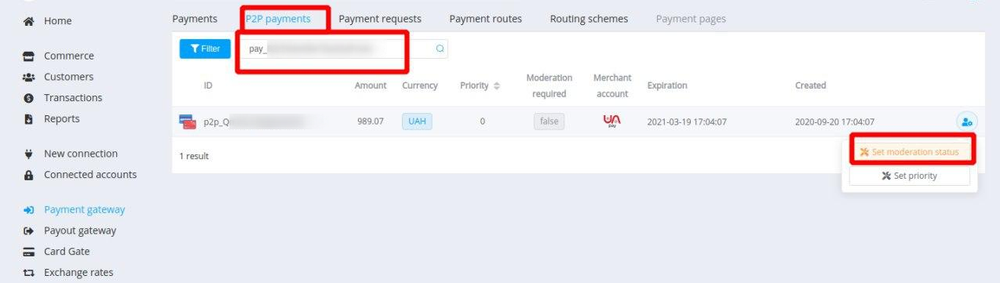 Home
Commerce
Customers
Transactions
Reports
New connection
Connected accounts
Payment gateway
Payout gateway
Card Gate
Exchange rates
Payments P2P payments Payment requests Payment routes Routing schemes Payment pages
Filter pay_
ID Amount Currency Priority Moderation required Merchant account Expiration Created
p2p_Q 989.07 UAH 0 false pay 2021-03-19 17:04:07 2020-09-20 17:04:07
1 result
Set moderation status
Set priority